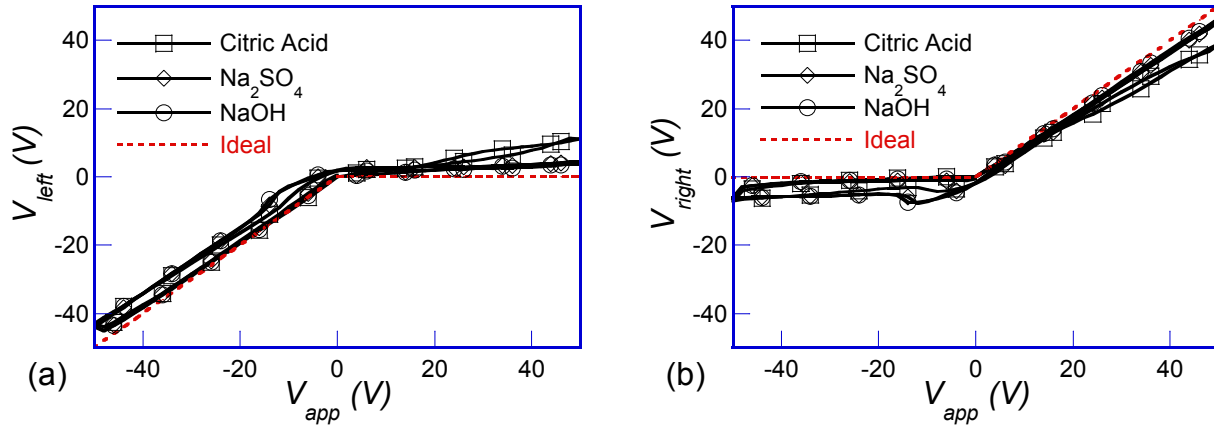 40
20
0
-20
-40
V_left (V)
Citric Acid
Na₂SO₄
NaOH
Ideal
-40
-20
0
20
40
V_app (V)
(a)
40
20
0
-20
-40
V_right (V)
Citric Acid
Na₂SO₄
NaOH
Ideal
-40
-20
0
20
40
V_app (V)
(b)